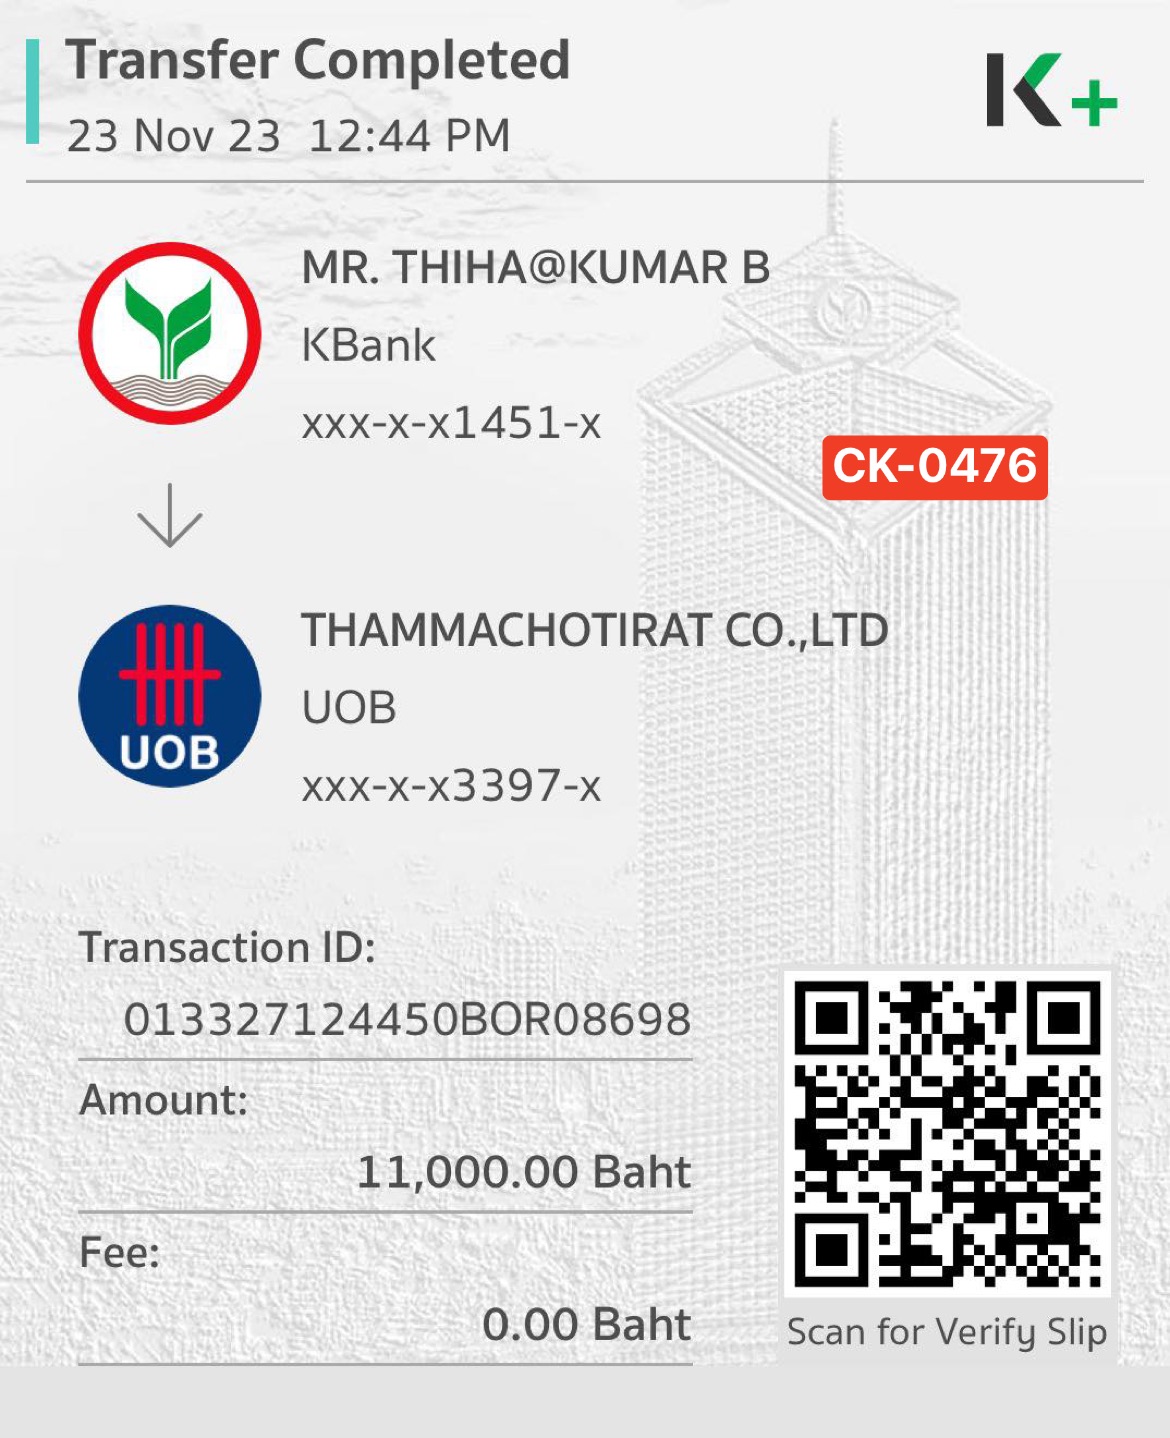 Transfer Completed
23 Nov 23 12:44 PM
K+
MR. THIHA@KUMAR B
KBank
xxx-x-x1451-x
CK-0476
THAMMACHOTIRAT CO.,LTD
UOB
UOB
xxx-x-x3397-x
Transaction ID:
013327124450BOR08698
Amount:
11,000.00 Baht
Fee:
0.00 Baht
Scan for Verify Slip